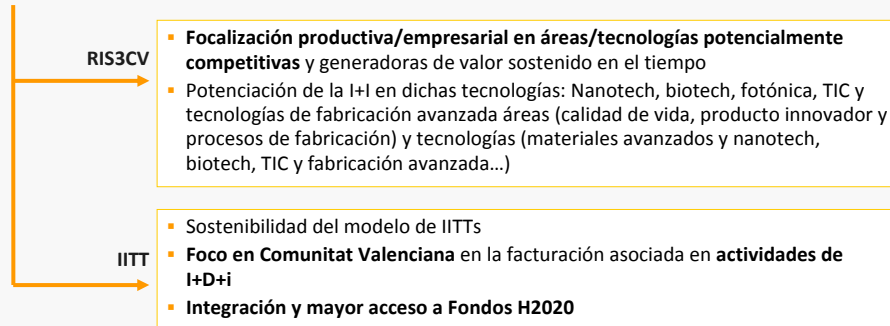 RIS3CV
▪ Focalización productiva/empresarial en áreas/tecnologías potencialmente
competitivas y generadoras de valor sostenido en el tiempo
▪ Potenciación de la I+I en dichas tecnologías: Nanotech, biotech, fotónica, TIC y
tecnologías de fabricación avanzada áreas (calidad de vida, producto innovador y
procesos de fabricación) y tecnologías (materiales avanzados y nanotech,
biotech, TIC y fabricación avanzada…)
IITT
▪ Sostenibilidad del modelo de IITTs
▪ Foco en Comunitat Valenciana en la facturación asociada en actividades de
I+D+i
▪ Integración y mayor acceso a Fondos H2020